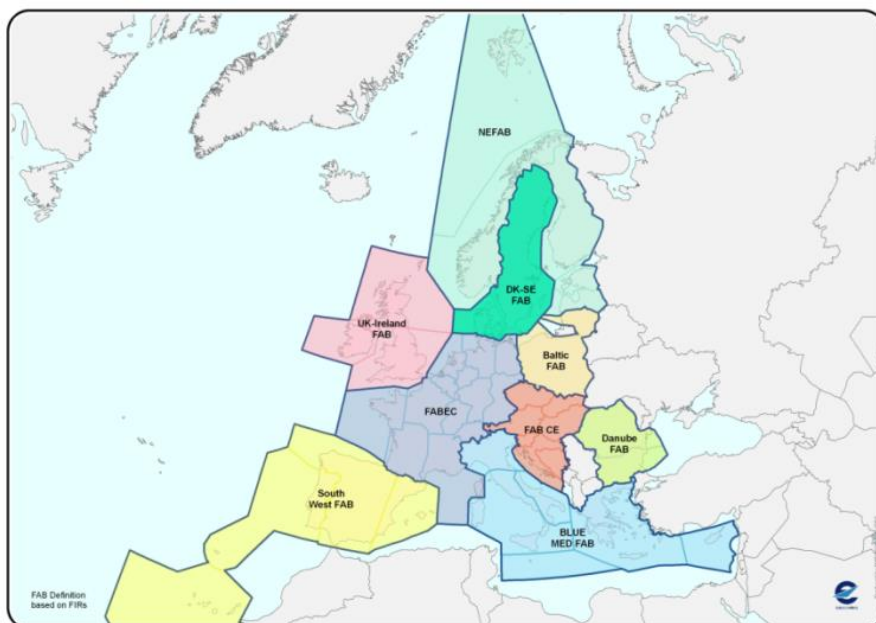 NEFAB
DK-SE
FAB
UK-Ireland
FAB
Baltic
FAB
FABEC
FAB CE
Danube
FAB
South
West FAB
BLUE
MED FAB
FAB Definition
based on FIRs